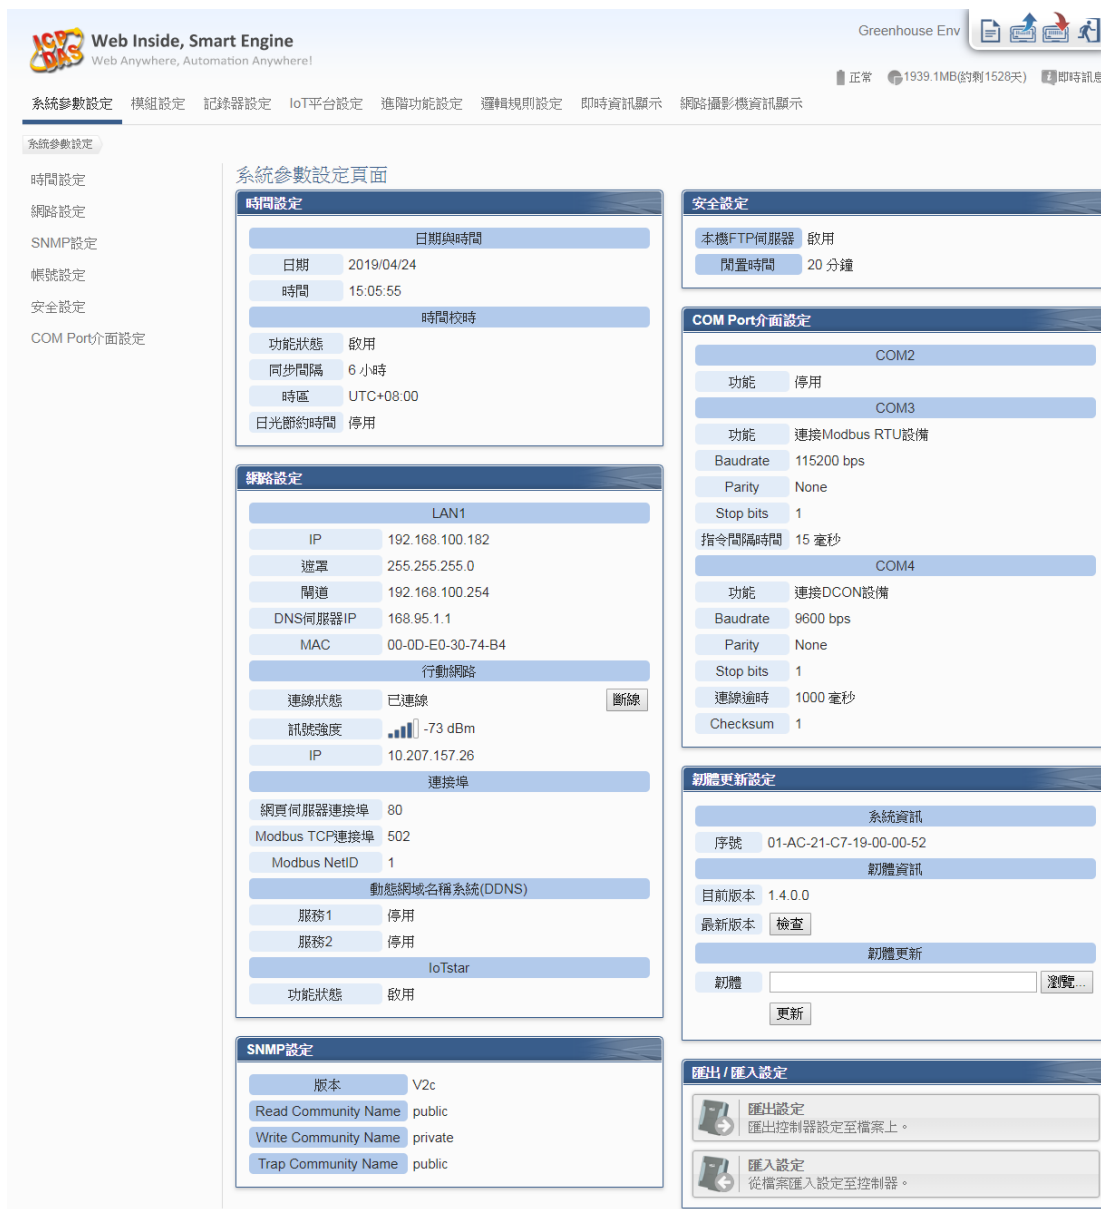 ICP DAS
Web Inside, Smart Engine
Web Anywhere, Automation Anywhere!
Greenhouse Env
正常 1939.1MB(約剩1528天) 即時訊息
系統參數設定 模組設定 記錄器設定 IoT平台設定 進階功能設定 邏輯規則設定 即時資訊顯示 網路攝影機資訊顯示
系統參數設定
時間設定
網路設定
SNMP設定
帳號設定
安全設定
COM Port介面設定
系統參數設定頁面
時間設定
日期與時間
日期 2019/04/24
時間 15:05:55
時間校時
功能狀態 啟用
同步間隔 6 小時
時區 UTC+08:00
日光節約時間 停用
網路設定
LAN1
IP 192.168.100.182
遮罩 255.255.255.0
閘道 192.168.100.254
DNS伺服器IP 168.95.1.1
MAC 00-0D-E0-30-74-B4
行動網路
連線狀態 已連線 斷線
訊號強度 -73 dBm
IP 10.207.157.26
連接埠
網頁伺服器連接埠 80
Modbus TCP連接埠 502
Modbus NetID 1
動態網域名稱系統(DDNS)
服務1 停用
服務2 停用
IoTstar
功能狀態 啟用
SNMP設定
版本 V2c
Read Community Name public
Write Community Name private
Trap Community Name public
安全設定
本機FTP伺服器 啟用
閒置時間 20 分鐘
COM Port介面設定
COM2
功能 停用
COM3
功能 連接Modbus RTU設備
Baudrate 115200 bps
Parity None
Stop bits 1
指令間隔時間 15 毫秒
COM4
功能 連接DCON設備
Baudrate 9600 bps
Parity None
Stop bits 1
連線逾時 1000 毫秒
Checksum 1
韌體更新設定
系統資訊
序號 01-AC-21-C7-19-00-00-52
韌體資訊
目前版本 1.4.0.0
最新版本 檢查
韌體更新
韌體 瀏覽...
更新
匯出 / 匯入設定
匯出設定
匯出控制器設定至檔案上。
匯入設定
從檔案匯入設定至控制器。